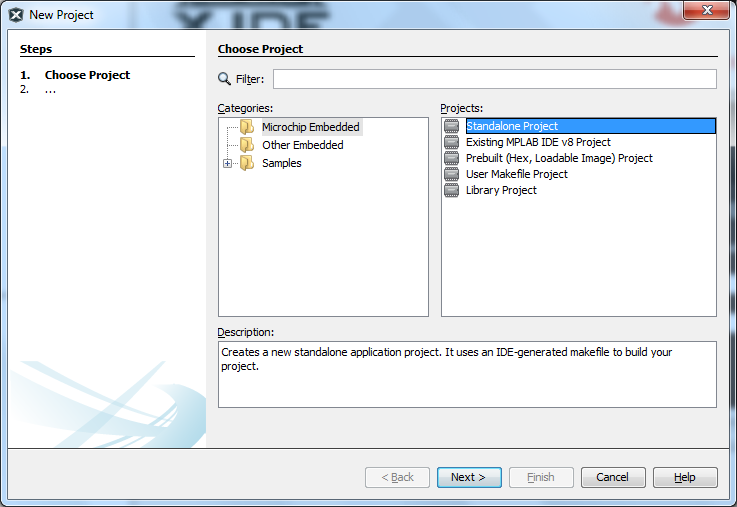 New Project
X IDE
Steps
1. Choose Project
2. ...
Choose Project
Filter:
Categories:
Microchip Embedded
Other Embedded
Samples
Projects:
Standalone Project
Existing MPLAB IDE v8 Project
Prebuilt (Hex, Loadable Image) Project
User Makefile Project
Library Project
Description:
Creates a new standalone application project. It uses an IDE-generated makefile to build your
project.
< Back
Next >
Finish
Cancel
Help